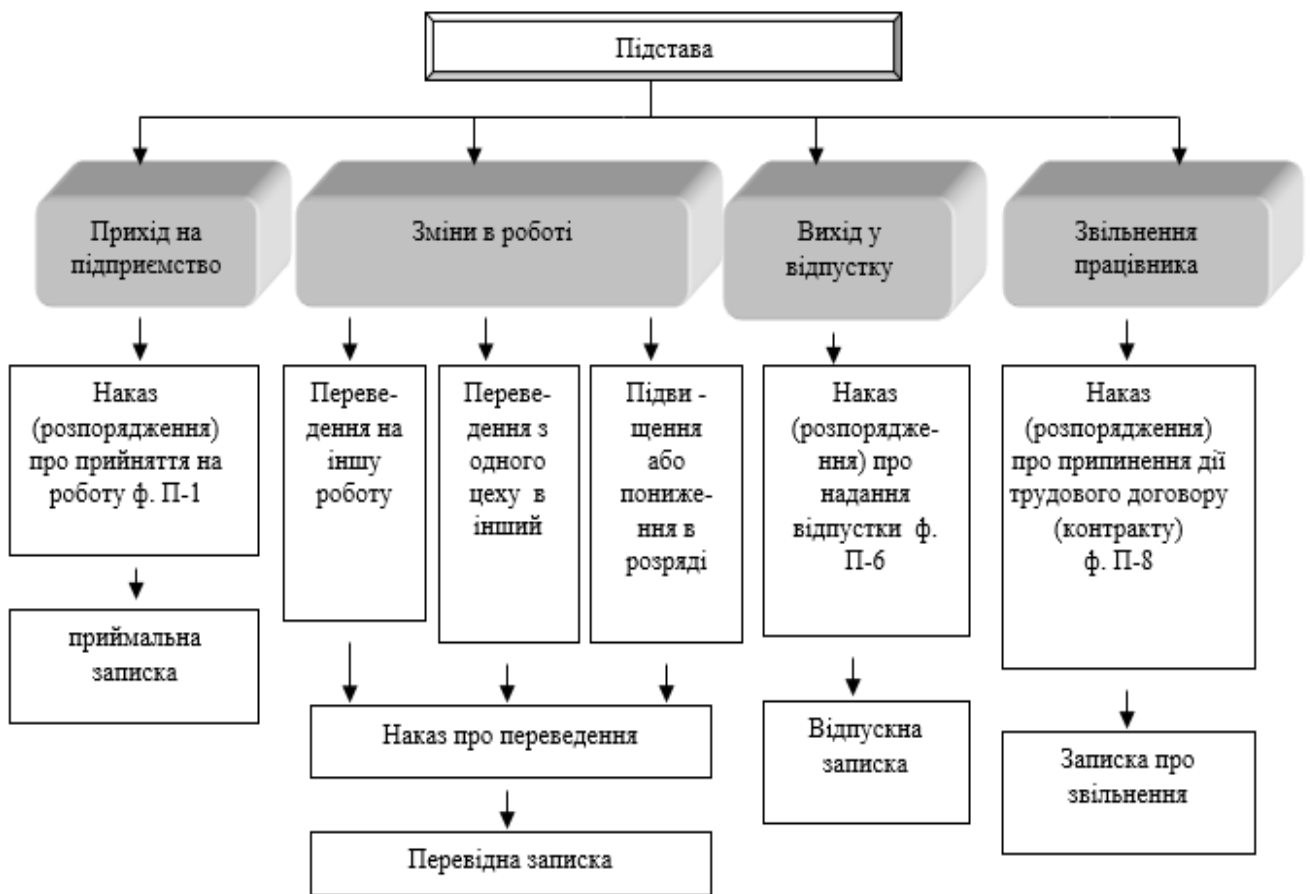 Підстава
Прихід на
підприємство
Зміни в роботі
Вихід у
відпустку
Звільнення
працівника
Наказ
(розпорядження)
про прийняття на
роботу ф. П-1
Переве-
дення на
іншу
роботу
Переве-
дення з
одного
цеху в
інший
Підви -
щення
або
пониже-
ння в
розряді
Наказ
(розпорядже-
ння) про
надання
відпустки ф.
П-6
Наказ
(розпорядження)
про припинення дії
трудового договору
(контракту)
ф. П-8
приймальна
записка
Наказ про переведення
Відпускна
записка
Записка про
звільнення
Перевідна записка